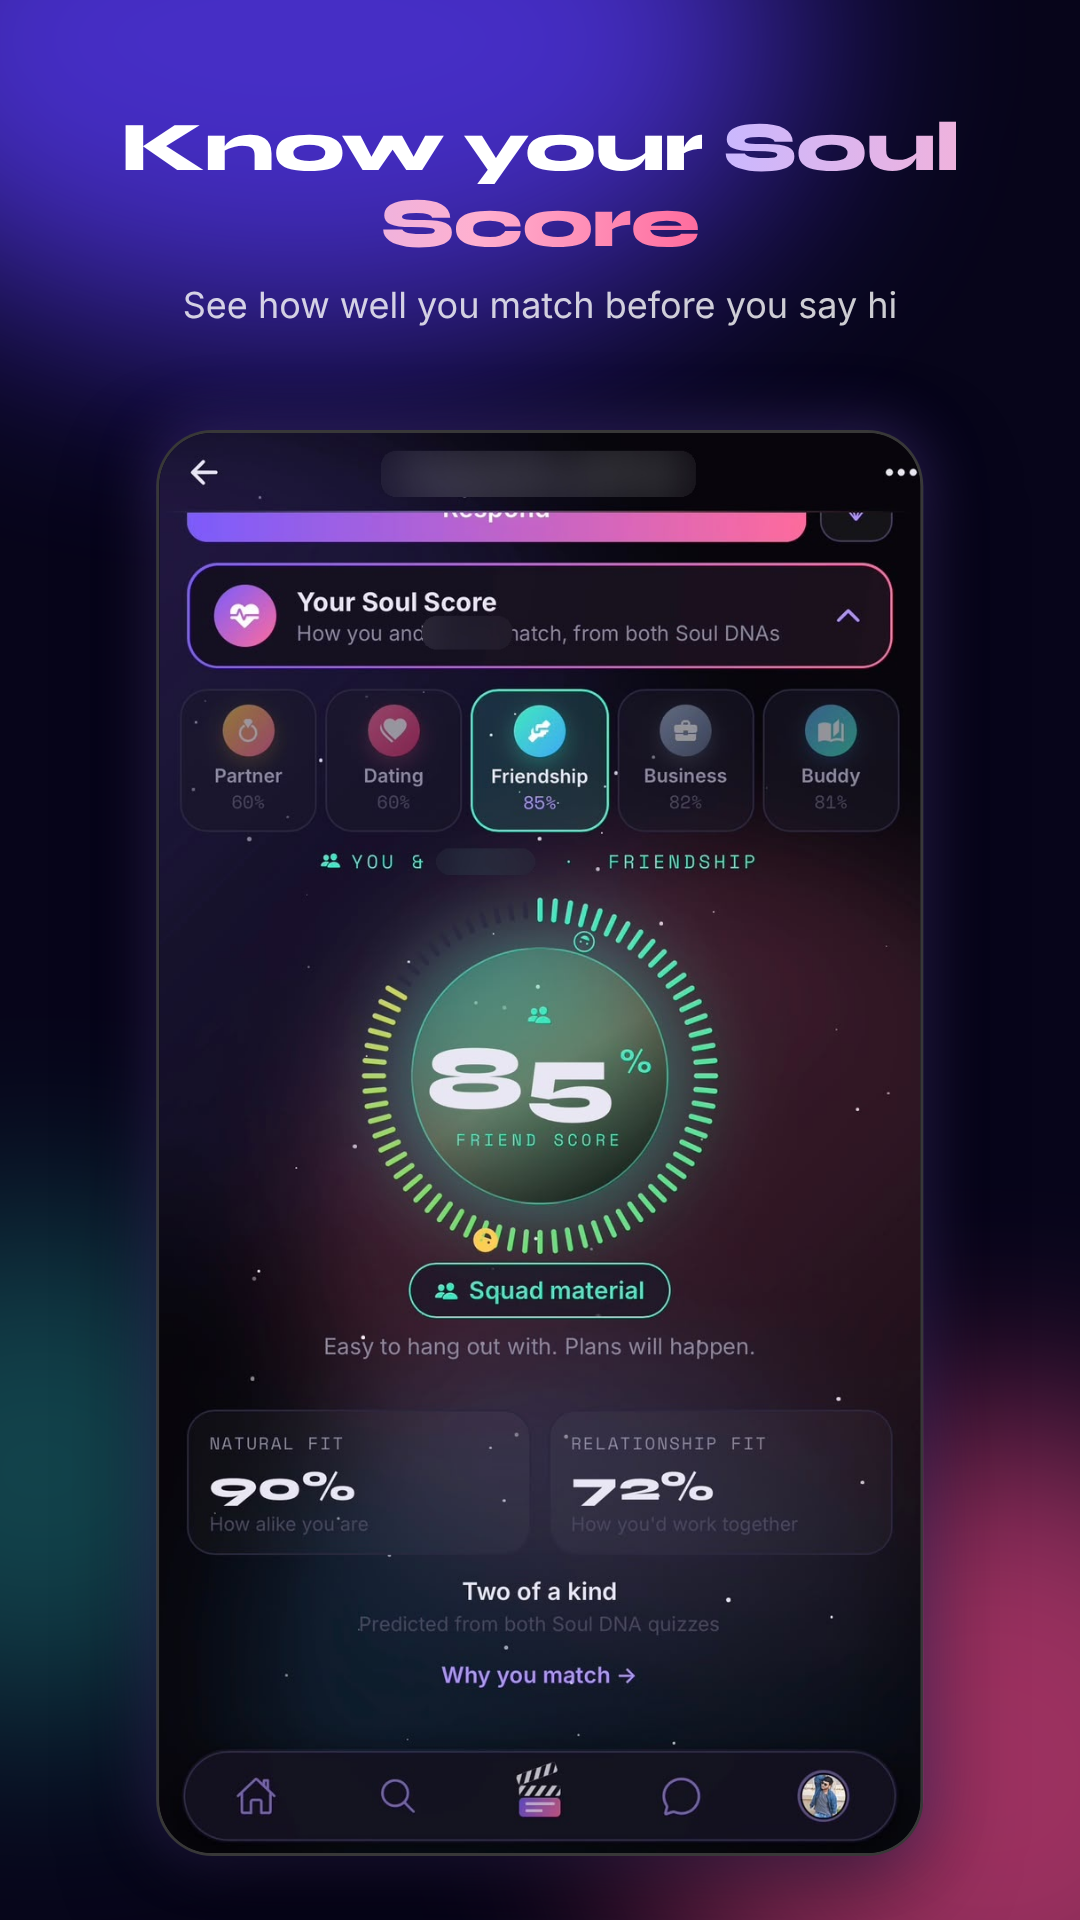 Know your Soul
Score
See how well you match before you say hi
Respond
Your Soul Score
How you and match, from both Soul DNAs
Partner
60%
Dating
60%
Friendship
85%
Business
82%
Buddy
81%
YOU & · FRIENDSHIP
85%
FRIEND SCORE
Squad material
Easy to hang out with. Plans will happen.
NATURAL FIT
90%
How alike you are
RELATIONSHIP FIT
72%
How you'd work together
Two of a kind
Predicted from both Soul DNA quizzes
Why you match →